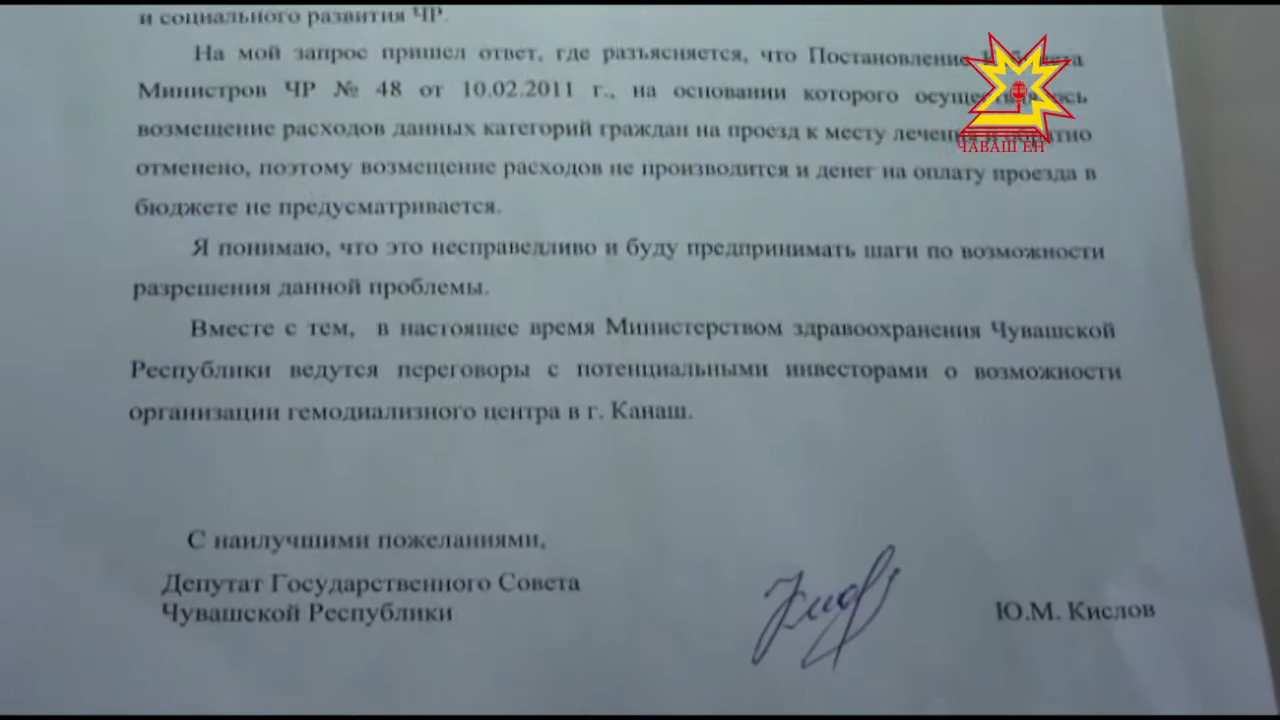 и социального развития ЧР.
На мой запрос пришел ответ, где разъясняется, что Постановление
Министров ЧР № 48 от 10.02.2011 г., на основании которого
возмещение расходов данных категорий граждан на проезд к месту лечения и обратно
отменено, поэтому возмещение расходов не производится и денег на оплату проезда в
бюджете не предусматривается.
Я понимаю, что это несправедливо и буду предпринимать шаги по возможности
разрешения данной проблемы.
Вместе с тем, в настоящее время Министерством здравоохранения Чувашской
Республики ведутся переговоры с потенциальными инвесторами о возможности
организации гемодиализного центра в г. Канаш.
С наилучшими пожеланиями,
Депутат Государственного Совета
Чувашской Республики
Ю.М. Кислов
ЧАВАШ ЕН